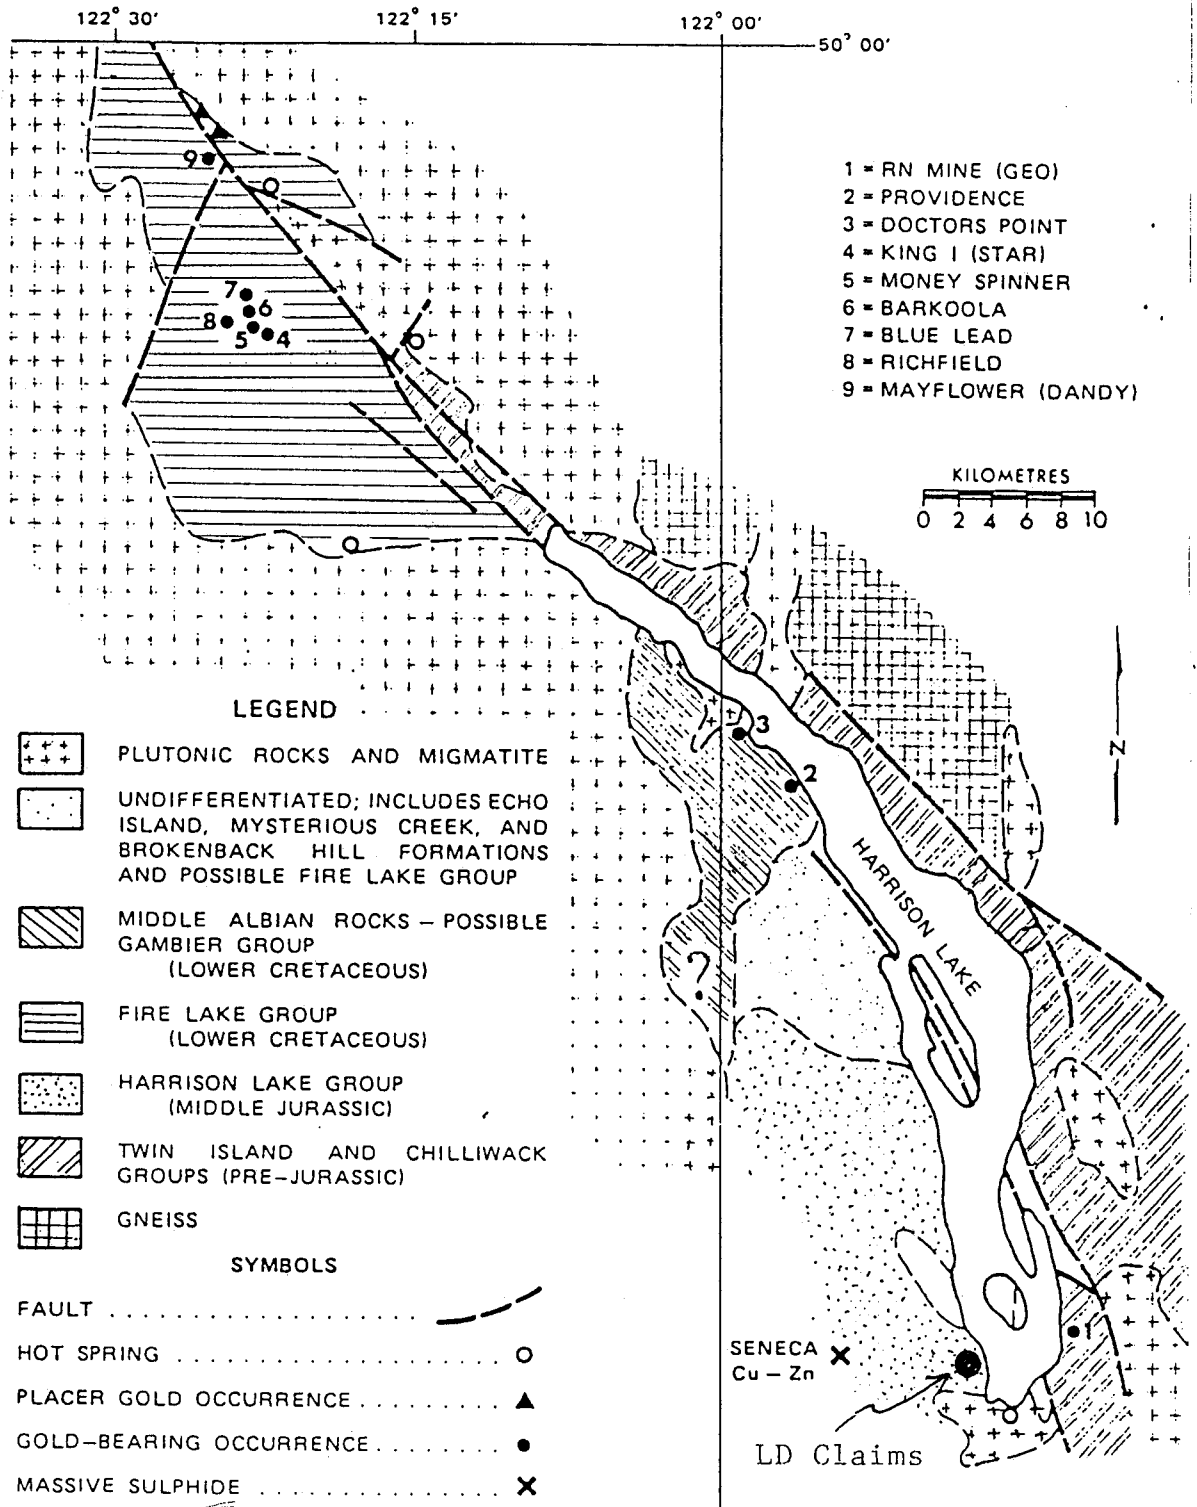 122° 30'
122° 15'
122° 00'
50° 00'
1 = RN MINE (GEO)
2 = PROVIDENCE
3 = DOCTORS POINT
4 = KING I (STAR)
5 = MONEY SPINNER
6 = BARKOOLA
7 = BLUE LEAD
8 = RICHFIELD
9 = MAYFLOWER (DANDY)
KILOMETRES
0 2 4 6 8 10
9
7
6
8
5
4
N
3
2
HARRISON LAKE
?
1
SENECA
Cu – Zn
LD Claims
LEGEND
PLUTONIC ROCKS AND MIGMATITE
UNDIFFERENTIATED; INCLUDES ECHO
ISLAND, MYSTERIOUS CREEK, AND
BROKENBACK HILL FORMATIONS
AND POSSIBLE FIRE LAKE GROUP
MIDDLE ALBIAN ROCKS – POSSIBLE
GAMBIER GROUP
(LOWER CRETACEOUS)
FIRE LAKE GROUP
(LOWER CRETACEOUS)
HARRISON LAKE GROUP
(MIDDLE JURASSIC)
TWIN ISLAND AND CHILLIWACK
GROUPS (PRE–JURASSIC)
GNEISS
SYMBOLS
FAULT
HOT SPRING
PLACER GOLD OCCURRENCE
GOLD–BEARING OCCURRENCE
MASSIVE SULPHIDE